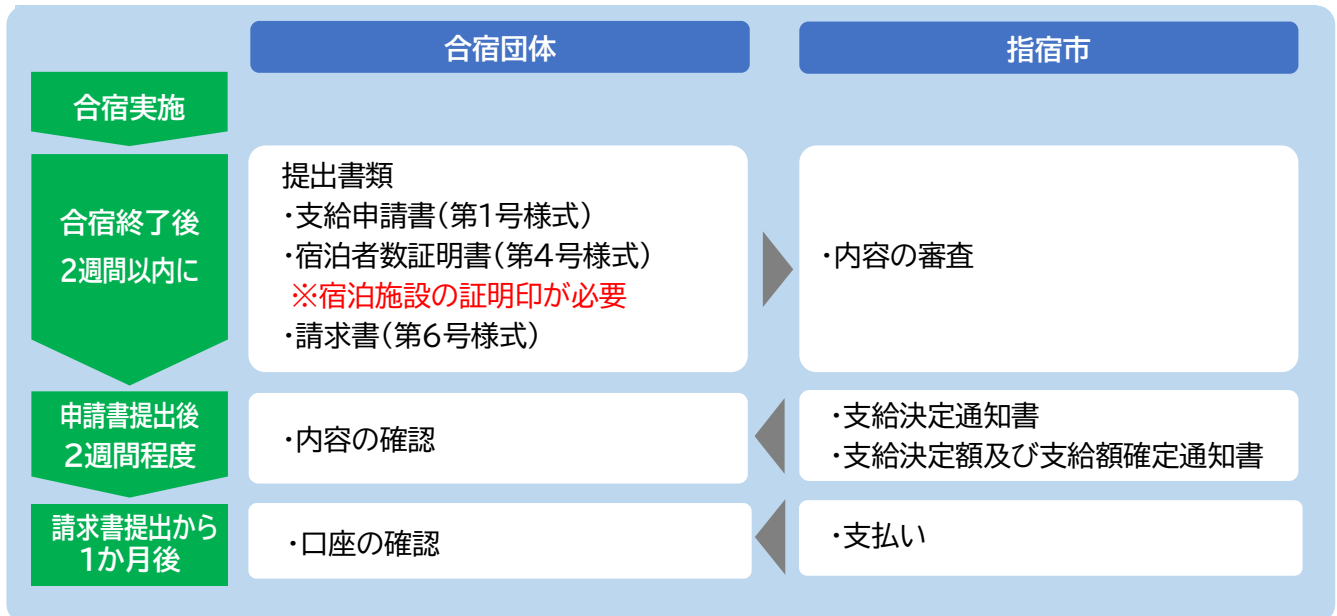 合宿団体
指宿市
合宿実施
合宿終了後
2週間以内に
提出書類
・支給申請書(第1号様式)
・宿泊者数証明書(第4号様式)
※宿泊施設の証明印が必要
・請求書(第6号様式)
・内容の審査
申請書提出後
2週間程度
・内容の確認
・支給決定通知書
・支給決定額及び支給額確定通知書
請求書提出から
1か月後
・口座の確認
・支払い